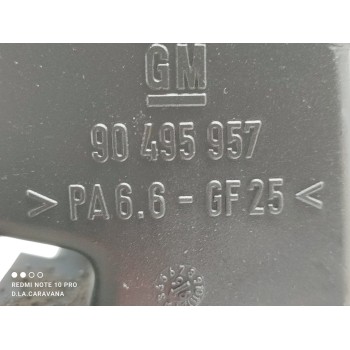 GM
90 495 957
> PA6.6 - GF25 <
REDMI NOTE 10 PRO
D.LA.CARAVANA